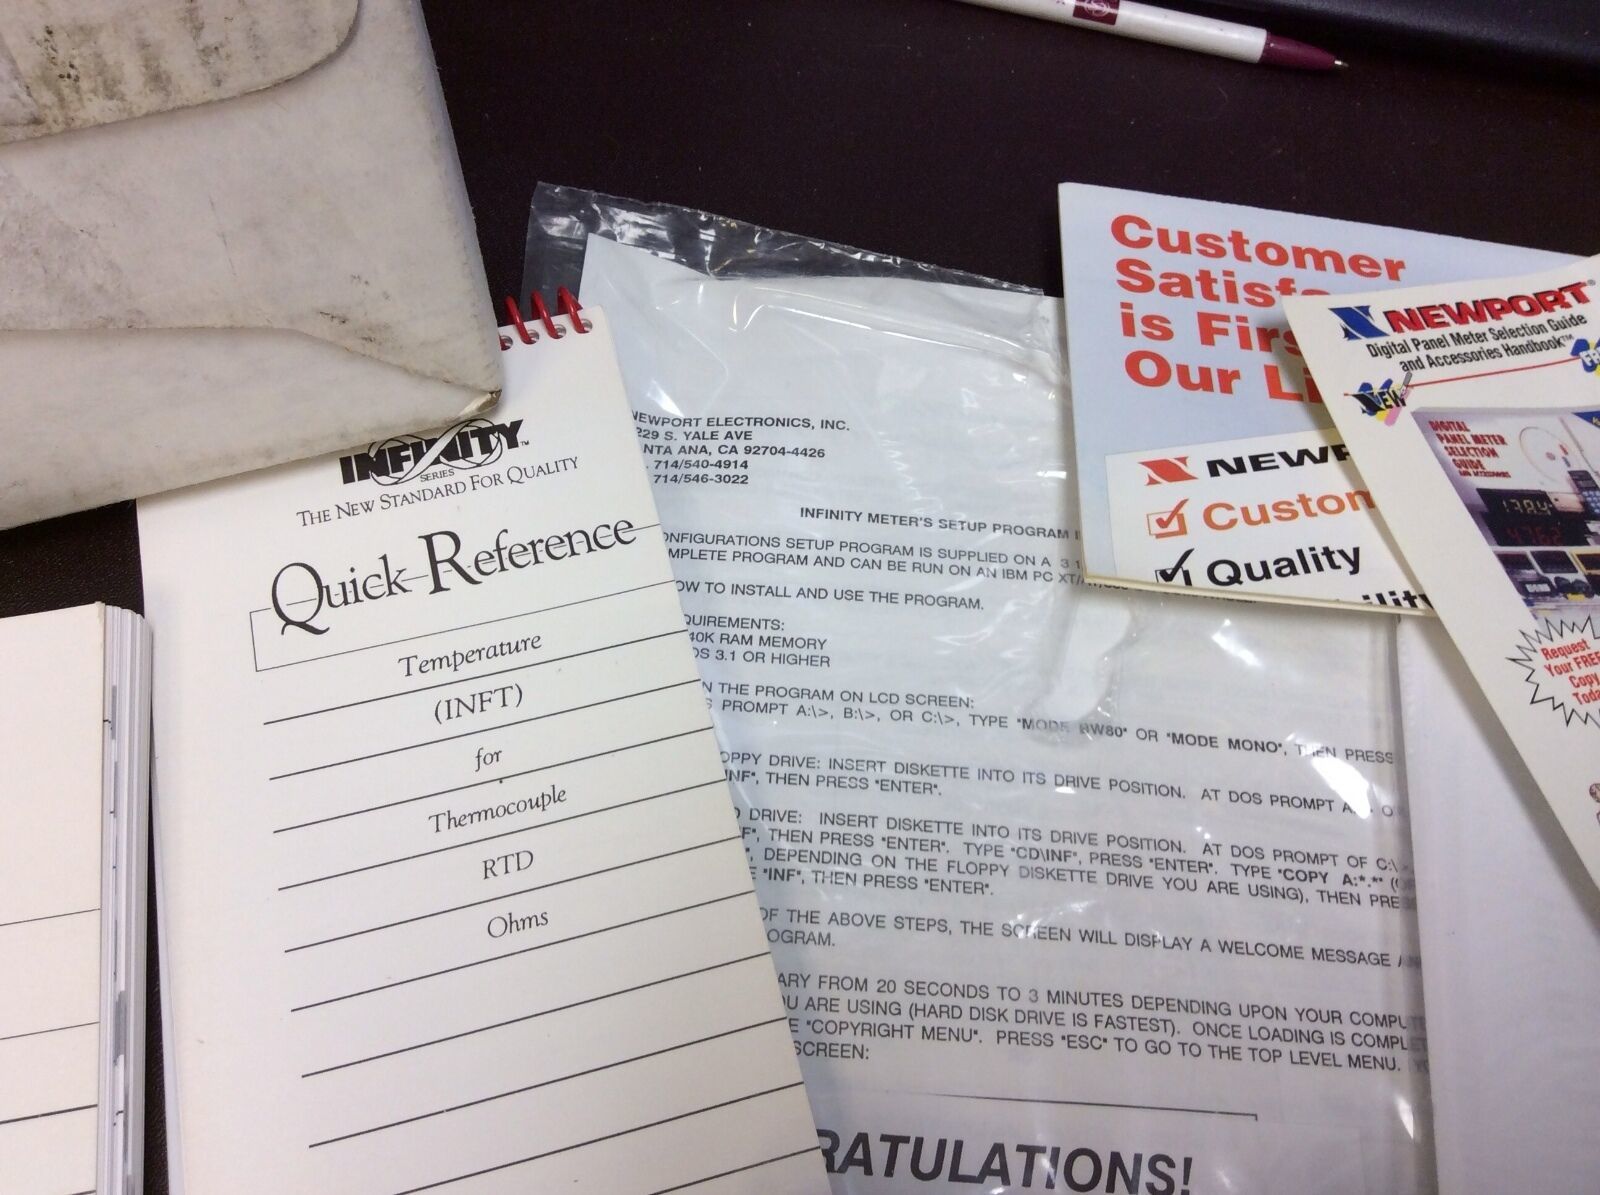 INFINITY
SERIES
THE NEW STANDARD FOR QUALITY
Quick Reference
Temperature
(INFT)
for
Thermocouple
RTD
Ohms
NEWPORT ELECTRONICS, INC.
229 S. YALE AVE
NTA ANA, CA 92704-4426
714/540-4914
714/546-3022
INFINITY METER'S SETUP PROGRAM
ONFIGURATIONS SETUP PROGRAM IS SUPPLIED ON A 3
MPLETE PROGRAM AND CAN BE RUN ON AN IBM PC XT/
OW TO INSTALL AND USE THE PROGRAM.
QUIREMENTS:
40K RAM MEMORY
OS 3.1 OR HIGHER
N THE PROGRAM ON LCD SCREEN:
S PROMPT A:\>, B:\>, OR C:\>, TYPE "MODE BW80" OR "MODE MONO", THEN PRESS
OPPY DRIVE: INSERT DISKETTE INTO ITS DRIVE POSITION. AT DOS PROMPT A
INF", THEN PRESS "ENTER".
D DRIVE: INSERT DISKETTE INTO ITS DRIVE POSITION. AT DOS PROMPT OF C:\
F", THEN PRESS "ENTER". TYPE "CD\INF", PRESS "ENTER". TYPE "COPY A:*.*"
", DEPENDING ON THE FLOPPY DISKETTE DRIVE YOU ARE USING), THEN PRE
E "INF", THEN PRESS "ENTER".
OF THE ABOVE STEPS, THE SCREEN WILL DISPLAY A WELCOME MESSAGE
OGRAM.
ARY FROM 20 SECONDS TO 3 MINUTES DEPENDING UPON YOUR COMPU
OU ARE USING (HARD DISK DRIVE IS FASTEST). ONCE LOADING IS COMPL
E "COPYRIGHT MENU". PRESS "ESC" TO GO TO THE TOP LEVEL MENU.
SCREEN:
RATULATIONS!
Customer
Satisf
is Firs
Our Li
NEWP
Custom
Quality
ility
NEWPORT®
Digital Panel Meter Selection Guide
and Accessories Handbook™
NEW
DIGITAL
PANEL METER
SELECTION
GUIDE
AND ACCESSORIES
Request
Your FREE
Copy
Toda